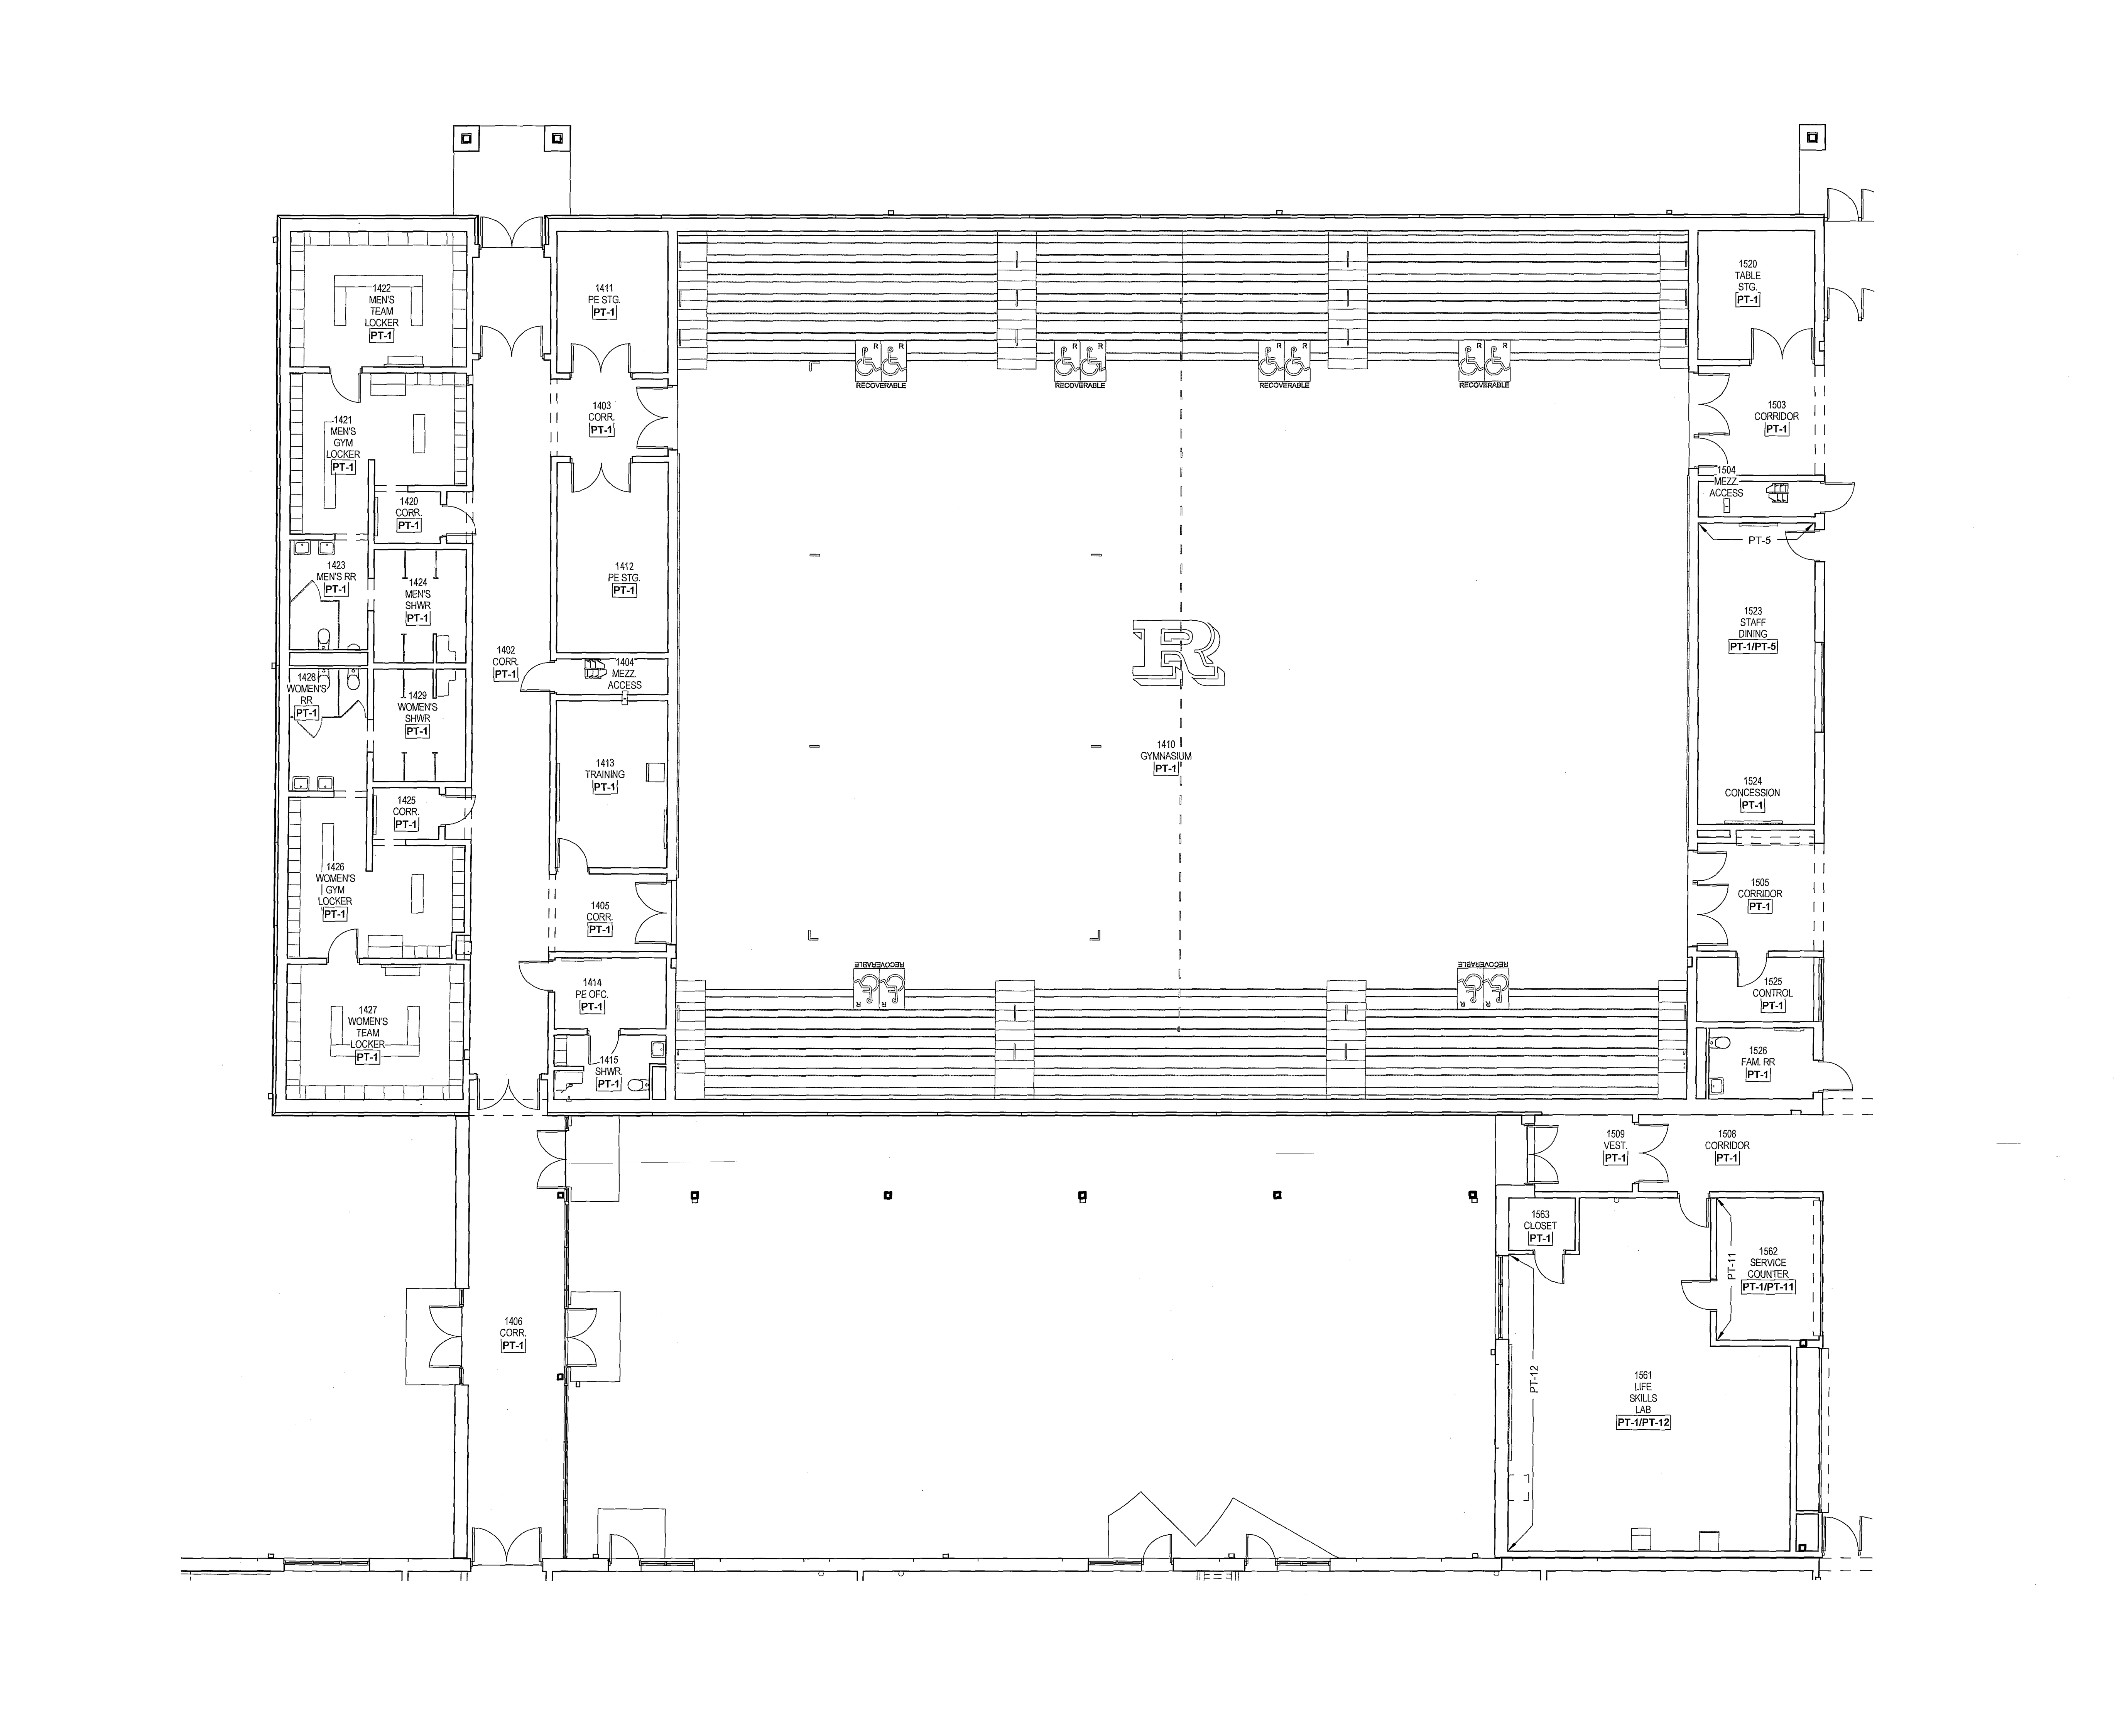 1422
MEN'S
TEAM
LOCKER
PT-1
1411
PE STG.
PT-1
1520
TABLE
STG.
PT-1
R R
RECOVERABLE
R R
RECOVERABLE
R R
RECOVERABLE
R R
RECOVERABLE
1421
MEN'S
GYM
LOCKER
PT-1
1403
CORR.
PT-1
1503
CORRIDOR
PT-1
1420
CORR.
PT-1
1504
MEZZ.
ACCESS
PT-5
1423
MEN'S RR
PT-1
1424
MEN'S
SHWR
PT-1
1412
PE STG.
PT-1
1523
STAFF
DINING
PT-1/PT-5
R
1402
CORR.
PT-1
1404
MEZZ.
ACCESS
1428
WOMEN'S
RR
PT-1
1429
WOMEN'S
SHWR
PT-1
1410
GYMNASIUM
PT-1
1413
TRAINING
PT-1
1524
CONCESSION
PT-1
1425
CORR.
PT-1
1426
WOMEN'S
GYM
LOCKER
PT-1
1405
CORR.
PT-1
1505
CORRIDOR
PT-1
RECOVERABLE
R R
RECOVERABLE
R R
1414
PE OFC.
PT-1
1525
CONTROL
PT-1
1427
WOMEN'S
TEAM
LOCKER
PT-1
1415
SHWR.
PT-1
1526
FAM. RR
PT-1
1509
VEST.
PT-1
1508
CORRIDOR
PT-1
1563
CLOSET
PT-1
PT-11
1562
SERVICE
COUNTER
PT-1/PT-11
1406
CORR.
PT-1
PT-12
1561
LIFE
SKILLS
LAB
PT-1/PT-12